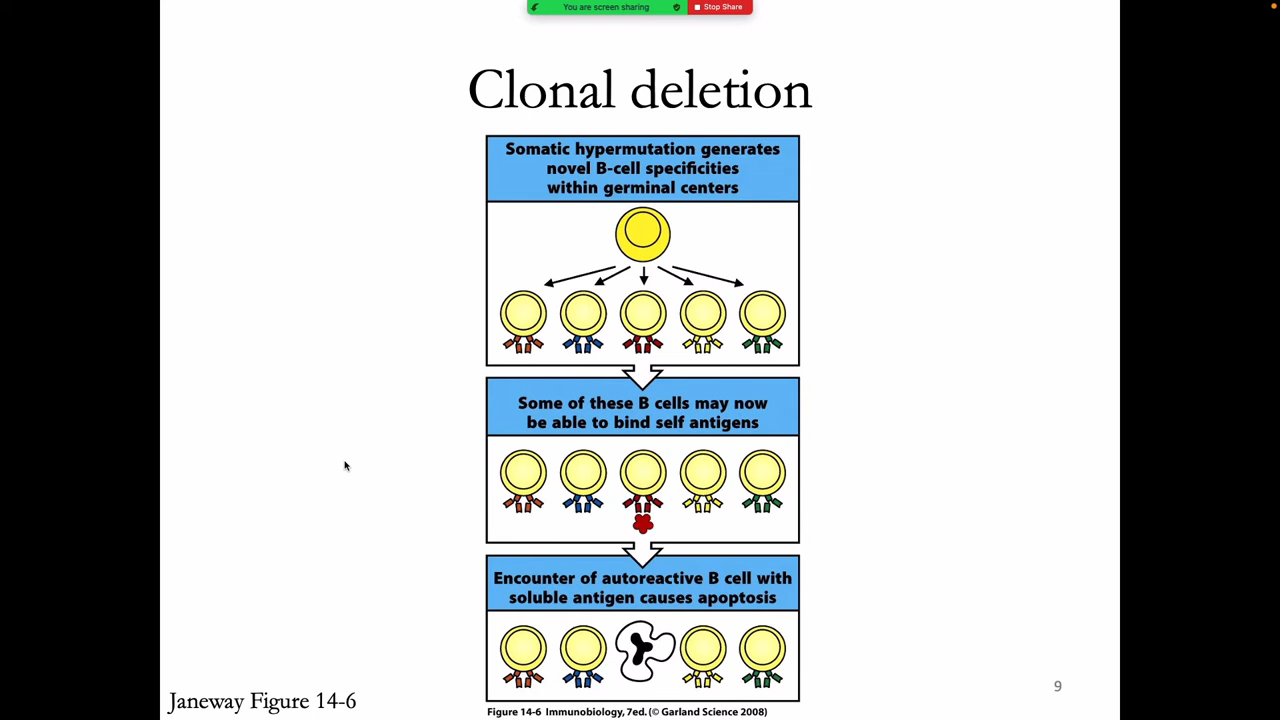 You are screen sharing
Stop Share
Clonal deletion
Somatic hypermutation generates
novel B-cell specificities
within germinal centers
Some of these B cells may now
be able to bind self antigens
Encounter of autoreactive B cell with
soluble antigen causes apoptosis
Janeway Figure 14-6
9
Figure 14-6 Immunobiology, 7ed. (© Garland Science 2008)